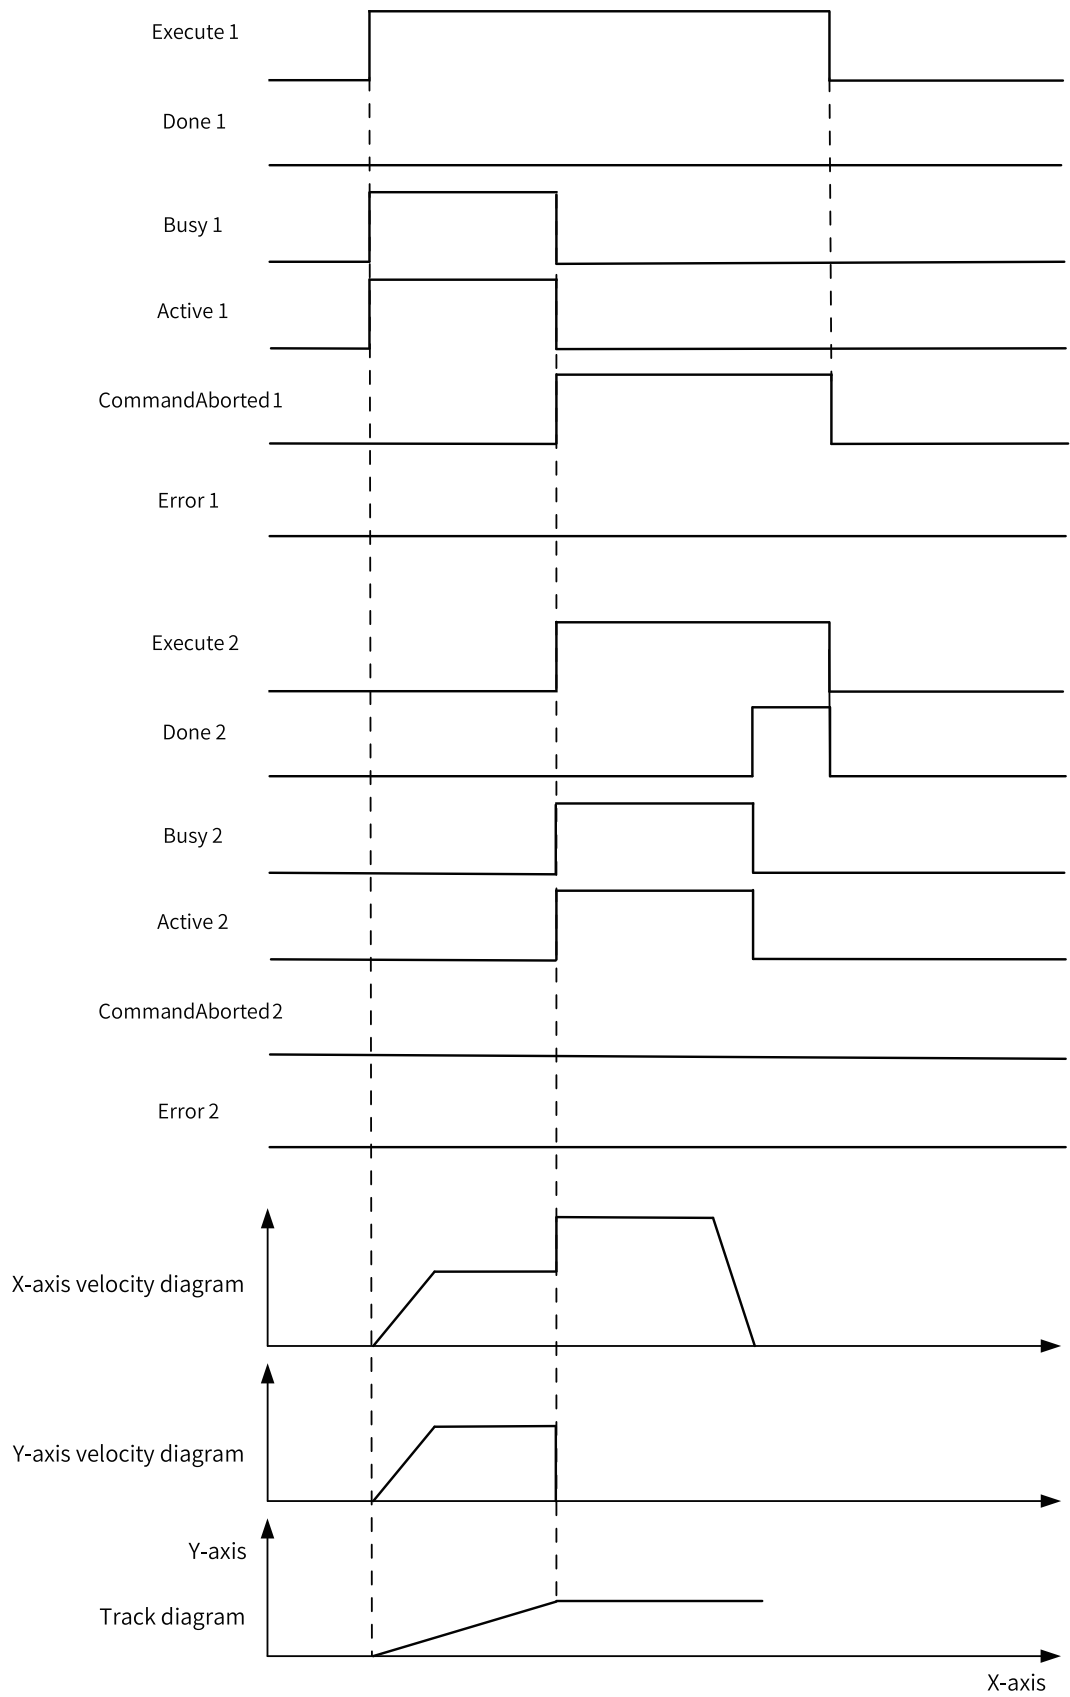 Execute 1
Done 1
Busy 1
Active 1
CommandAborted 1
Error 1
Execute 2
Done 2
Busy 2
Active 2
CommandAborted 2
Error 2
X-axis velocity diagram
Y-axis velocity diagram
Y-axis
Track diagram
X-axis